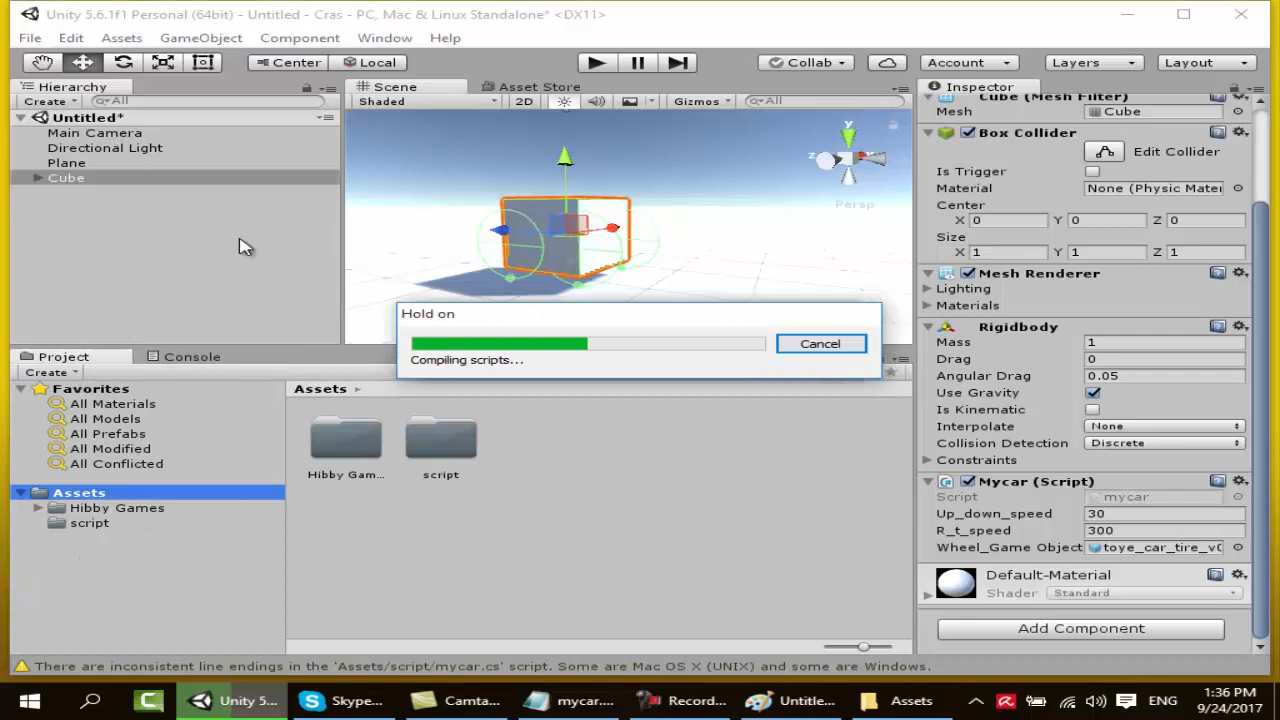 Unity 5.6.1f1 Personal (64bit) - Untitled - Cras - PC, Mac & Linux Standalone* <DX11>
File Edit Assets GameObject Component Window Help
Center Local Collab Account Layers Layout
Hierarchy
Create All
Untitled*
Main Camera
Directional Light
Plane
Cube
Scene Asset Store
Shaded 2D Gizmos All
y
z
Persp
Inspector
Cube (Mesh Filter)
Mesh Cube
Box Collider
Edit Collider
Is Trigger
Material None (Physic Mater
Center
X 0 Y 0 Z 0
Size
X 1 Y 1 Z 1
Mesh Renderer
Lighting
Materials
Rigidbody
Mass 1
Drag 0
Angular Drag 0.05
Use Gravity
Is Kinematic
Interpolate None
Collision Detection Discrete
Constraints
Mycar (Script)
Script mycar
Up_down_speed 30
R_t_speed 300
Wheel_Game Object toye_car_tire_v(
Default-Material
Shader Standard
Add Component
Hold on
Cancel
Compiling scripts...
Project Console
Create
Favorites
All Materials
All Models
All Prefabs
All Modified
All Conflicted
Assets
Hibby Games
script
Assets
Hibby Gam... script
There are inconsistent line endings in the 'Assets/script/mycar.cs' script. Some are Mac OS X (UNIX) and some are Windows.
Unity 5... Skype... Camta... mycar.... Record... Untitle... Assets ENG
1:36 PM
9/24/2017